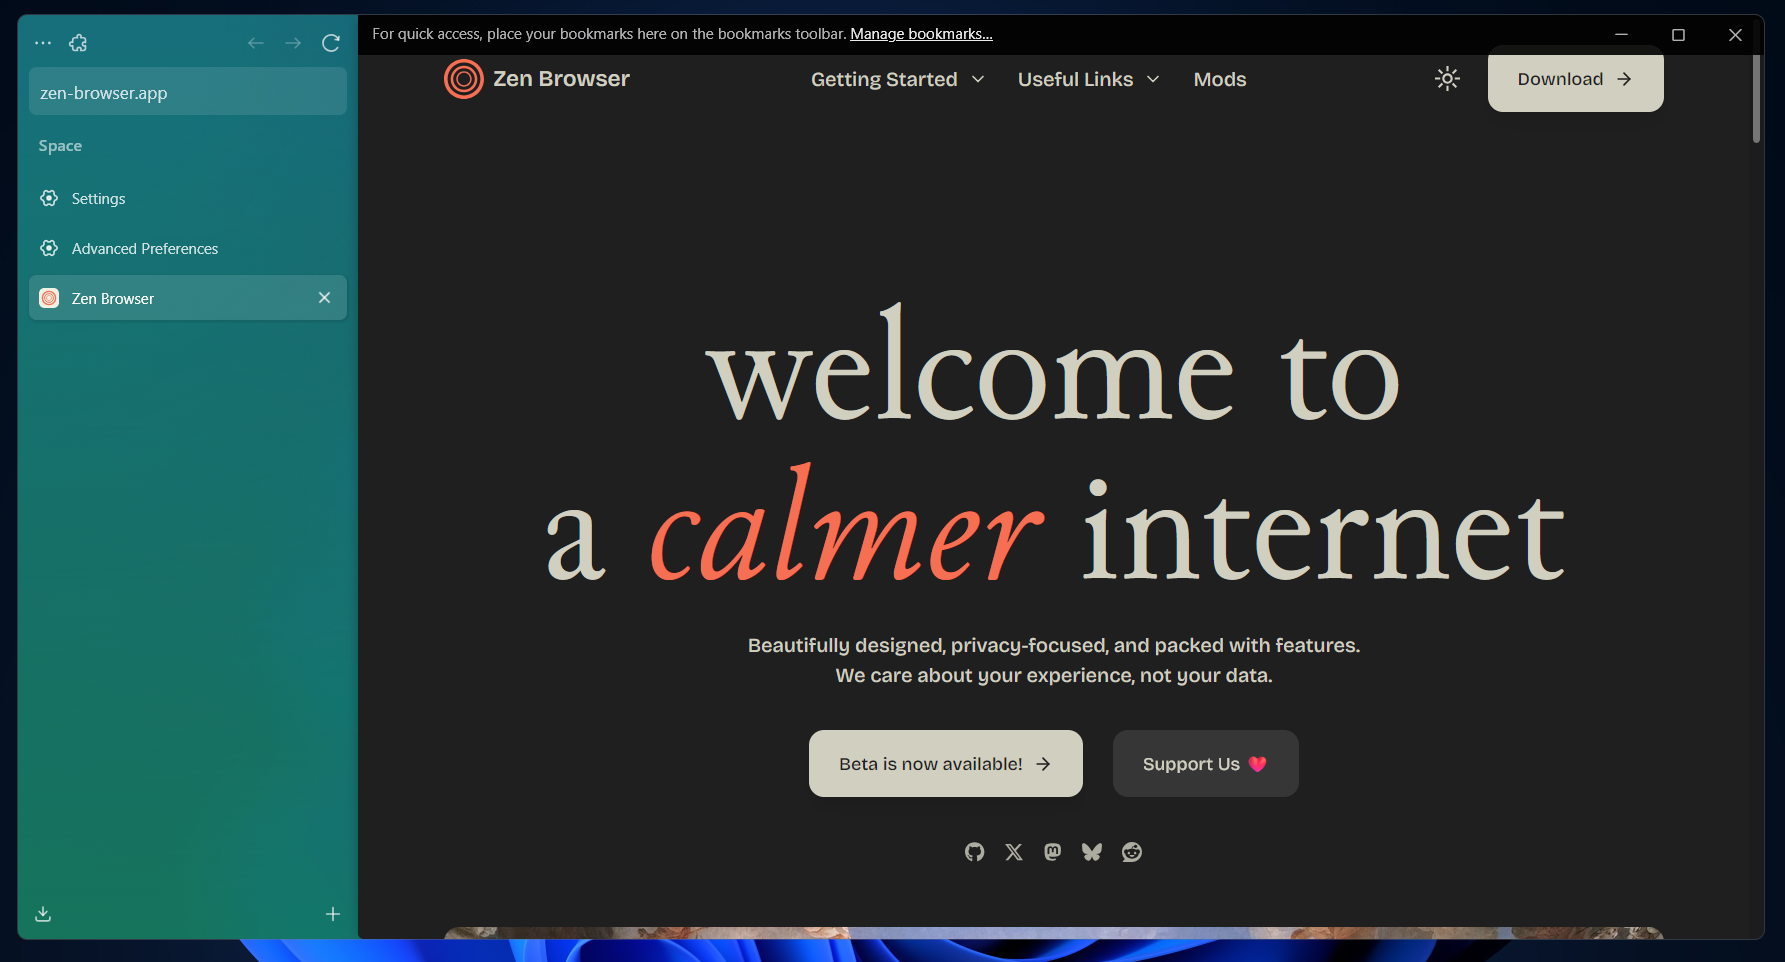 For quick access, place your bookmarks here on the bookmarks toolbar. Manage bookmarks...
zen-browser.app
Space
Settings
Advanced Preferences
Zen Browser
Zen Browser
Getting Started
Useful Links
Mods
Download
welcome to
a calmer internet
Beautifully designed, privacy-focused, and packed with features.
We care about your experience, not your data.
Beta is now available!
Support Us